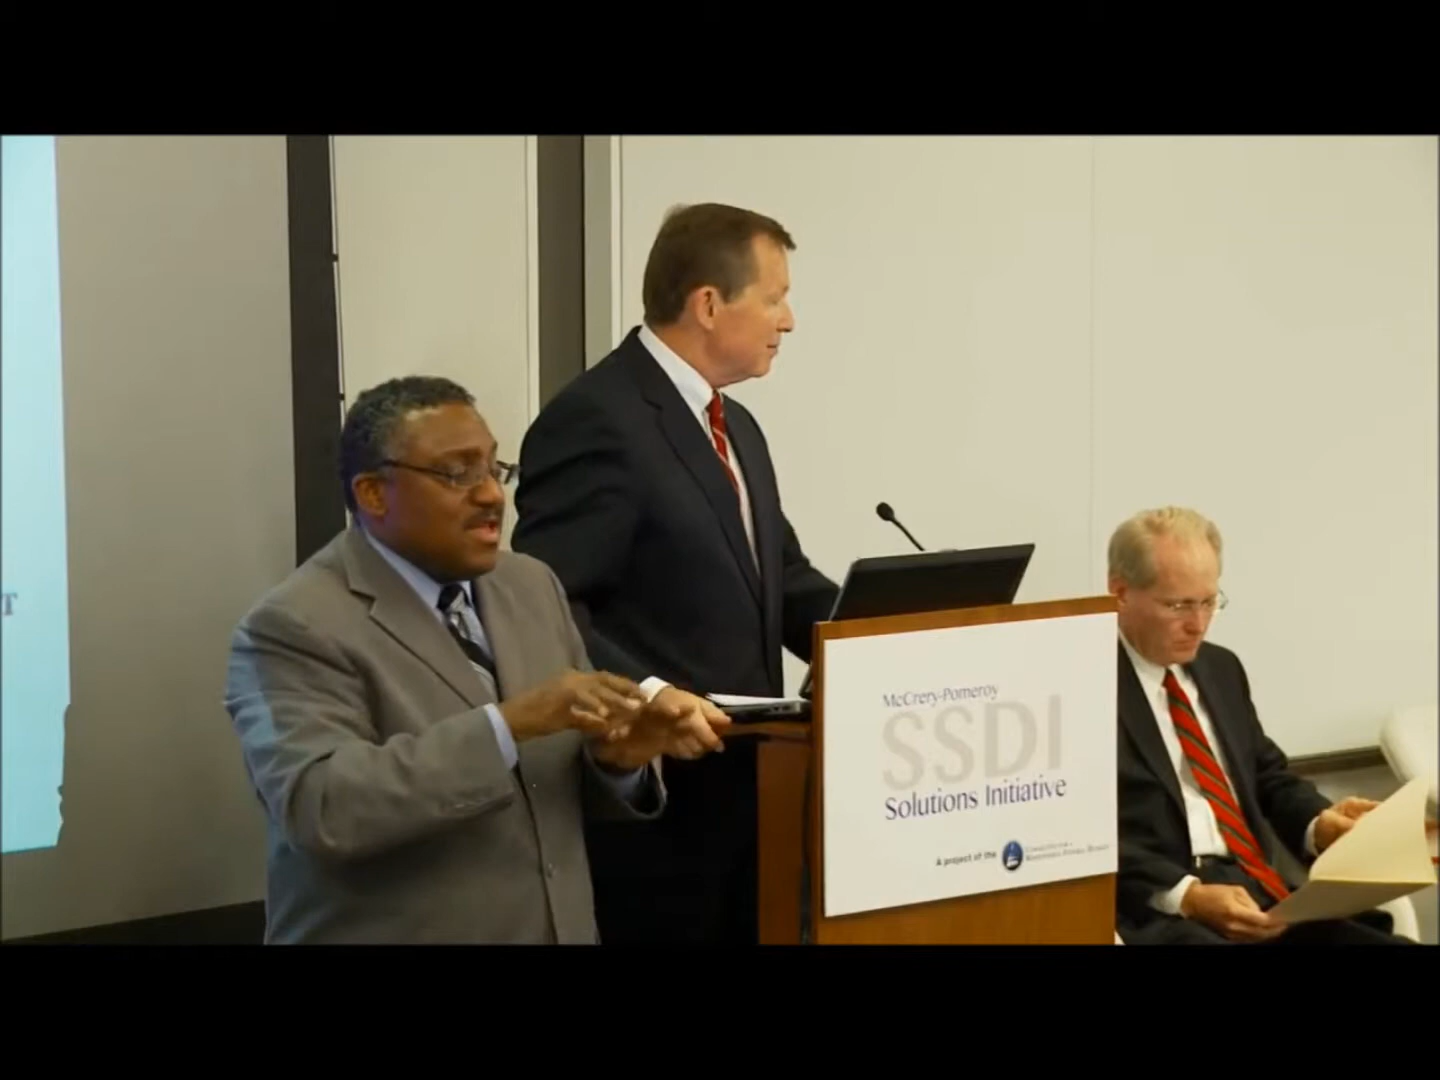 T
McCrery-Pomeroy
SSDI
Solutions Initiative
A project of the